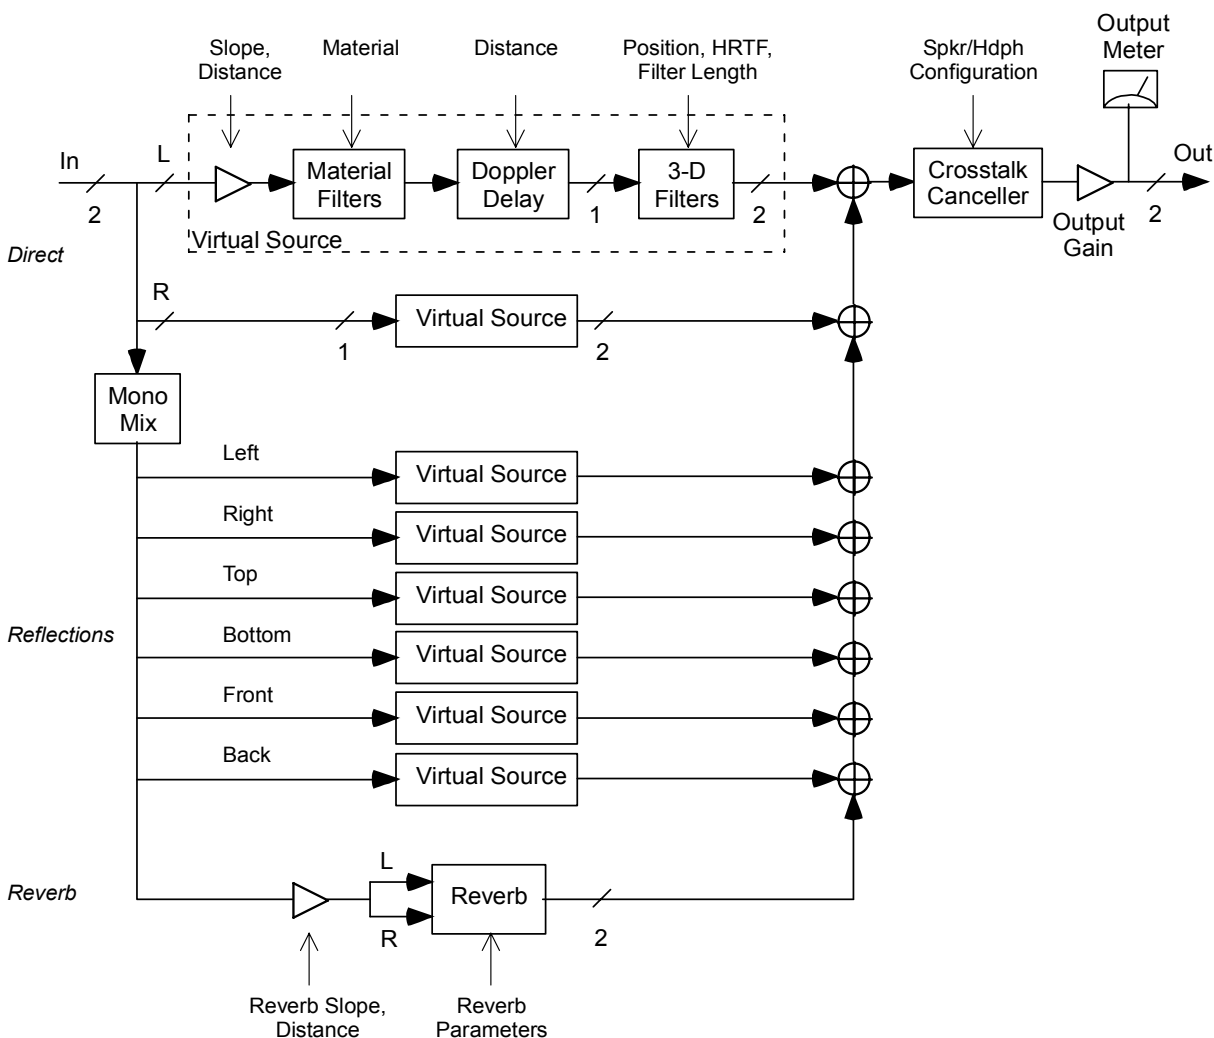 Output
Meter
Slope,
Distance
Material
Distance
Position, HRTF,
Filter Length
Spkr/Hdph
Configuration
In
2
L
Material
Filters
Doppler
Delay
1
3-D
Filters
2
Crosstalk
Canceller
Output
Gain
2
Out
Virtual Source
Direct
R
1
Virtual Source
2
Mono
Mix
Left
Virtual Source
Right
Virtual Source
Top
Virtual Source
Reflections
Bottom
Virtual Source
Front
Virtual Source
Back
Virtual Source
Reverb
L
R
Reverb
2
Reverb Slope,
Distance
Reverb
Parameters